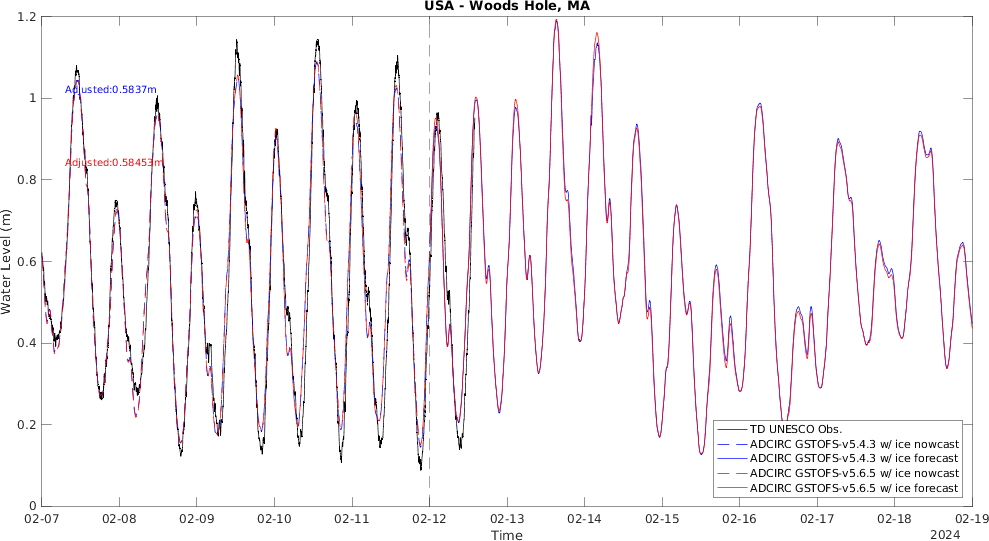 USA - Woods Hole, MA
1.2
1
0.8
0.6
0.4
0.2
0
Water Level (m)
Adjusted:0.5837m
Adjusted:0.58453m
TD UNESCO Obs.
ADCIRC GSTOFS-v5.4.3 w/ ice nowcast
ADCIRC GSTOFS-v5.4.3 w/ ice forecast
ADCIRC GSTOFS-v5.6.5 w/ ice nowcast
ADCIRC GSTOFS-v5.6.5 w/ ice forecast
02-07 02-08 02-09 02-10 02-11 02-12 02-13 02-14 02-15 02-16 02-17 02-18 02-19
Time
2024